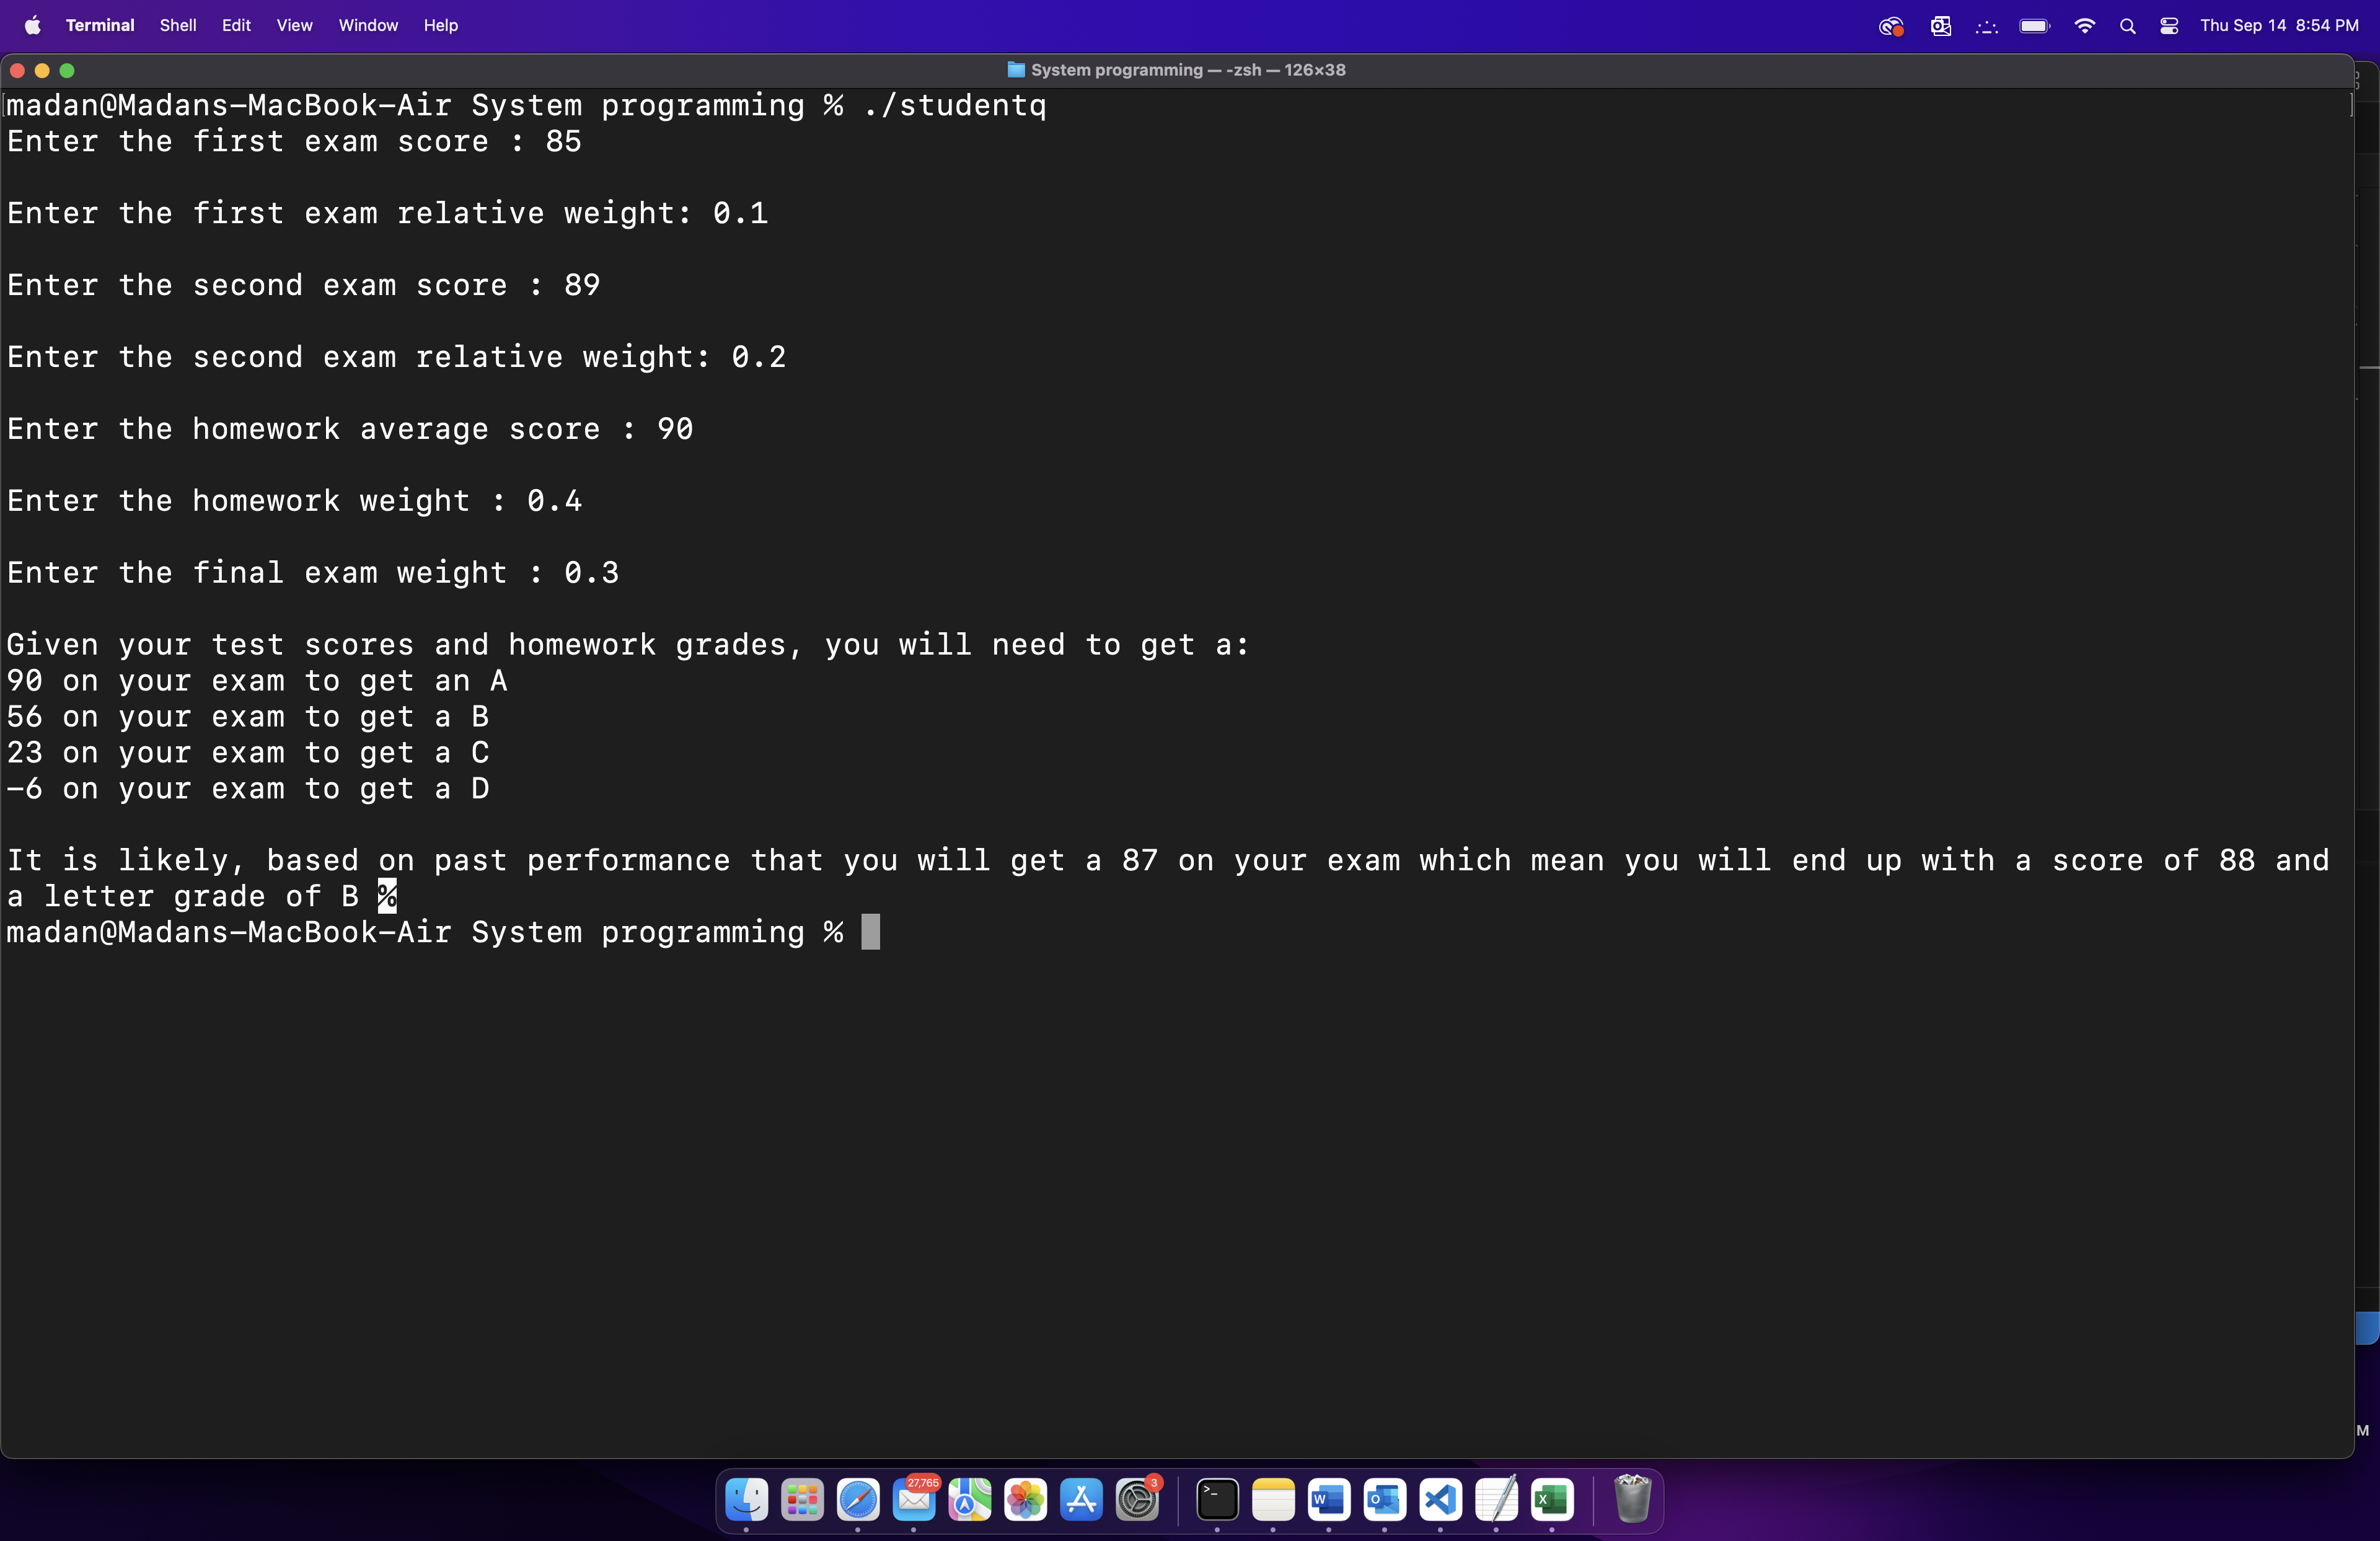 Terminal Shell Edit View Window Help Thu Sep 14 8:54 PM
System programming — -zsh — 126×38
madan@Madans-MacBook-Air System programming % ./studentq
Enter the first exam score : 85
Enter the first exam relative weight: 0.1
Enter the second exam score : 89
Enter the second exam relative weight: 0.2
Enter the homework average score : 90
Enter the homework weight : 0.4
Enter the final exam weight : 0.3
Given your test scores and homework grades, you will need to get a:
90 on your exam to get an A
56 on your exam to get a B
23 on your exam to get a C
-6 on your exam to get a D
It is likely, based on past performance that you will get a 87 on your exam which mean you will end up with a score of 88 and
a letter grade of B %
madan@Madans-MacBook-Air System programming %
M
27,765
3